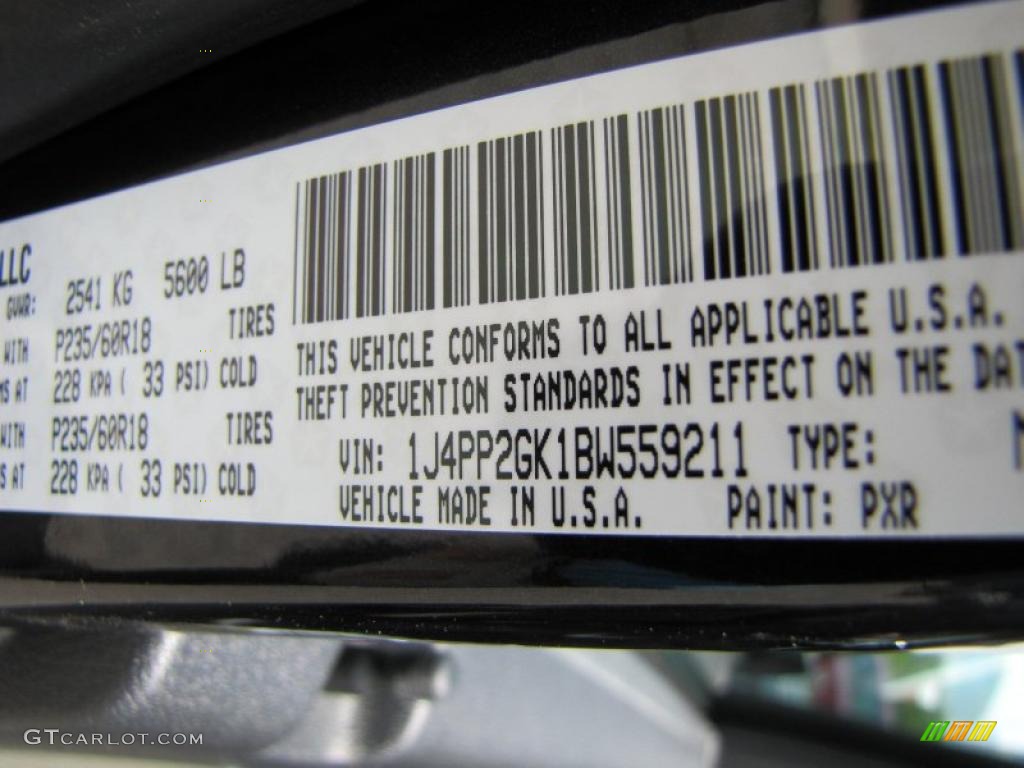 LLC
GVWR: 2541 KG 5600 LB
WITH P235/60R18 TIRES
AT 228 KPA ( 33 PSI) COLD
WITH P235/60R18 TIRES
AT 228 KPA ( 33 PSI) COLD
THIS VEHICLE CONFORMS TO ALL APPLICABLE U.S.A.
THEFT PREVENTION STANDARDS IN EFFECT ON THE DAT
VIN: 1J4PP2GK1BW559211 TYPE:
VEHICLE MADE IN U.S.A. PAINT: PXR
GTCARLOT.COM